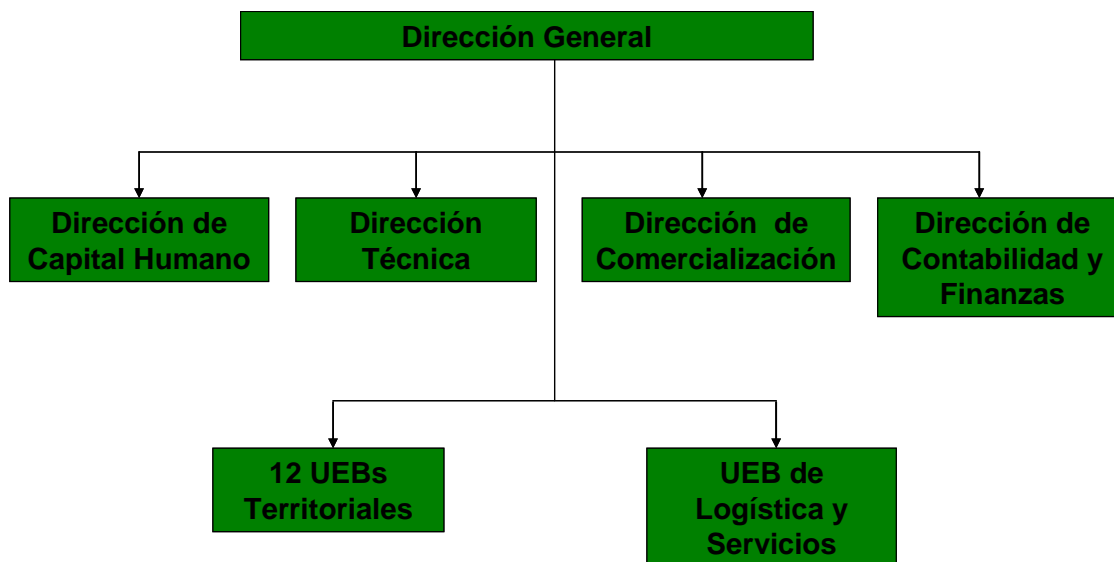 Dirección General
Dirección de
Capital Humano
Dirección
Técnica
Dirección de
Comercialización
Dirección de
Contabilidad y
Finanzas
12 UEBs
Territoriales
UEB de
Logística y
Servicios